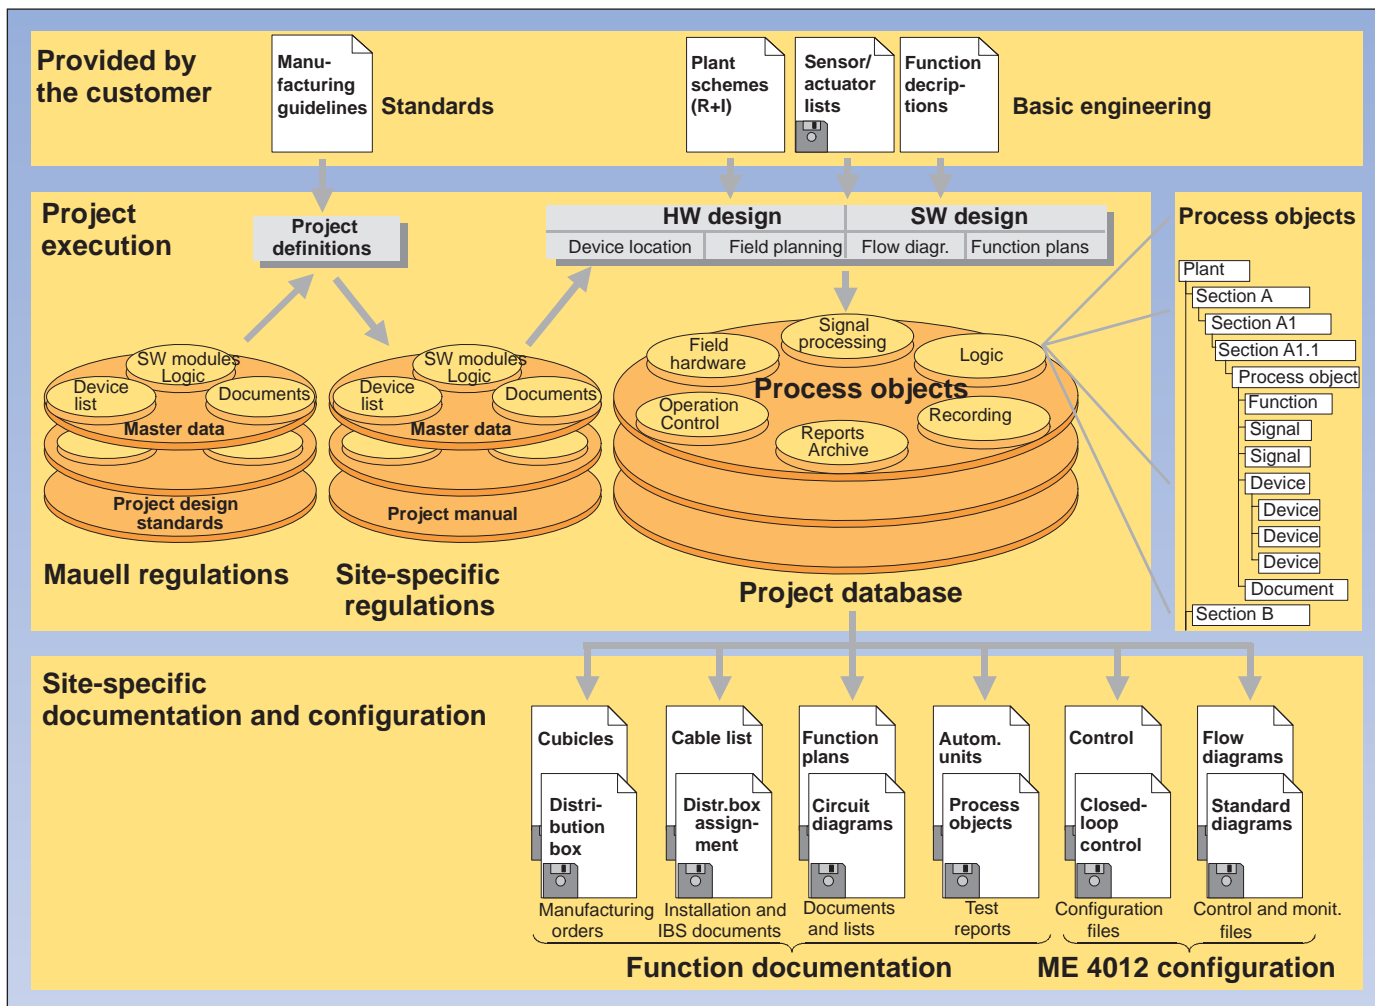 Provided by
the customer
Manu-
facturing
guidelines
Standards
Plant
schemes
(R+I)
Sensor/
actuator
lists
Function
decrip-
tions
Basic engineering
Project
execution
Project
definitions
HW design
SW design
Device location
Field planning
Flow diagr.
Function plans
SW modules
Logic
Device
list
Documents
Master data
Project design
standards
Mauell regulations
SW modules
Logic
Device
list
Documents
Master data
Project manual
Site-specific
regulations
Signal
processing
Field
hardware
Logic
Process objects
Operation
Control
Recording
Reports
Archive
Project database
Process objects
Plant
Section A
Section A1
Section A1.1
Process object
Function
Signal
Signal
Device
Device
Device
Device
Document
Section B
Site-specific
documentation and configuration
Cubicles
Distri-
bution
box
Manufacturing
orders
Cable list
Distr.box
assign-
ment
Installation and
IBS documents
Function
plans
Circuit
diagrams
Documents
and lists
Autom.
units
Process
objects
Test
reports
Control
Closed-
loop
control
Configuration
files
Flow
diagrams
Standard
diagrams
Control and monit.
files
Function documentation
ME 4012 configuration